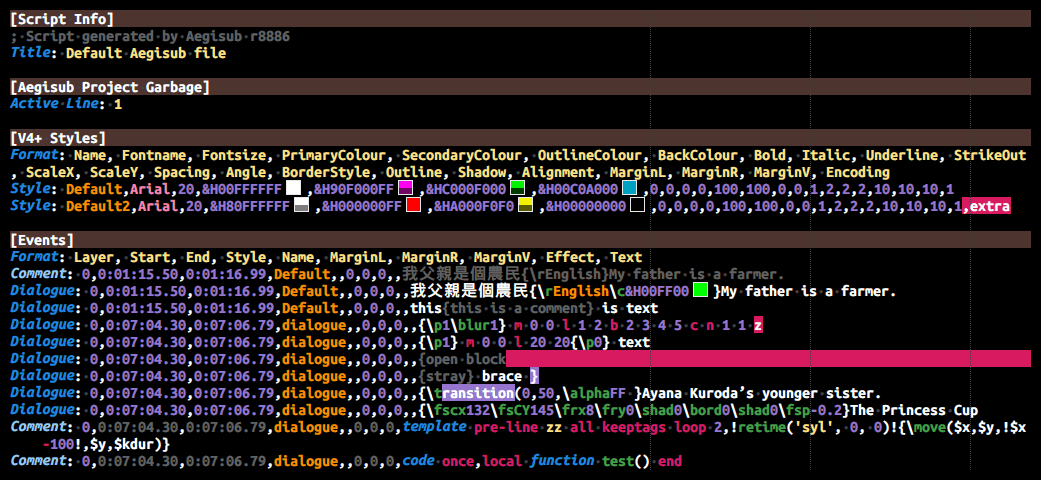 [Script Info]
; Script generated by Aegisub r8886
Title: Default Aegisub file
[Aegisub Project Garbage]
Active Line: 1
[V4+ Styles]
Format: Name, Fontname, Fontsize, PrimaryColour, SecondaryColour, OutlineColour, BackColour, Bold, Italic, Underline, StrikeOut
, ScaleX, ScaleY, Spacing, Angle, BorderStyle, Outline, Shadow, Alignment, MarginL, MarginR, MarginV, Encoding
Style: Default,Arial,20,&H00FFFFFF ,&H90F000FF ,&HC000F000 ,&H00C0A000 ,0,0,0,0,100,100,0,0,1,2,2,2,10,10,10,1
Style: Default2,Arial,20,&H80FFFFFF ,&H000000FF ,&HA000F0F0 ,&H00000000 ,0,0,0,0,100,100,0,0,1,2,2,2,10,10,10,1,extra
[Events]
Format: Layer, Start, End, Style, Name, MarginL, MarginR, MarginV, Effect, Text
Comment: 0,0:01:15.50,0:01:16.99,Default,,0,0,0,,我父親是個農民{\rEnglish}My father is a farmer.
Dialogue: 0,0:01:15.50,0:01:16.99,Default,,0,0,0,,我父親是個農民{\rEnglish\c&H00FF00 }My father is a farmer.
Dialogue: 0,0:01:15.50,0:01:16.99,Default,,0,0,0,,this{this is a comment} is text
Dialogue: 0,0:07:04.30,0:07:06.79,dialogue,,0,0,0,,{\p1\blur1} m 0 0 l 1 2 b 2 3 4 5 c n 1 1 z
Dialogue: 0,0:07:04.30,0:07:06.79,dialogue,,0,0,0,,{\p1} m 0 0 l 20 20{\p0} text
Dialogue: 0,0:07:04.30,0:07:06.79,dialogue,,0,0,0,,{open block
Dialogue: 0,0:07:04.30,0:07:06.79,dialogue,,0,0,0,,{stray} brace }
Dialogue: 0,0:07:04.30,0:07:06.79,dialogue,,0,0,0,,{\transition(0,50,\alphaFF }Ayana Kuroda’s younger sister.
Dialogue: 0,0:07:04.30,0:07:06.79,dialogue,,0,0,0,,{\fscx132\fsCY145\frx8\fry0\shad0\bord0\shad0\fsp-0.2}The Princess Cup
Comment: 0,0:07:04.30,0:07:06.79,dialogue,,0,0,0,template pre-line zz all keeptags loop 2,!retime('syl', 0, 0)!{\move($x,$y,!$x
-100!,$y,$kdur)}
Comment: 0,0:07:04.30,0:07:06.79,dialogue,,0,0,0,code once,local function test() end